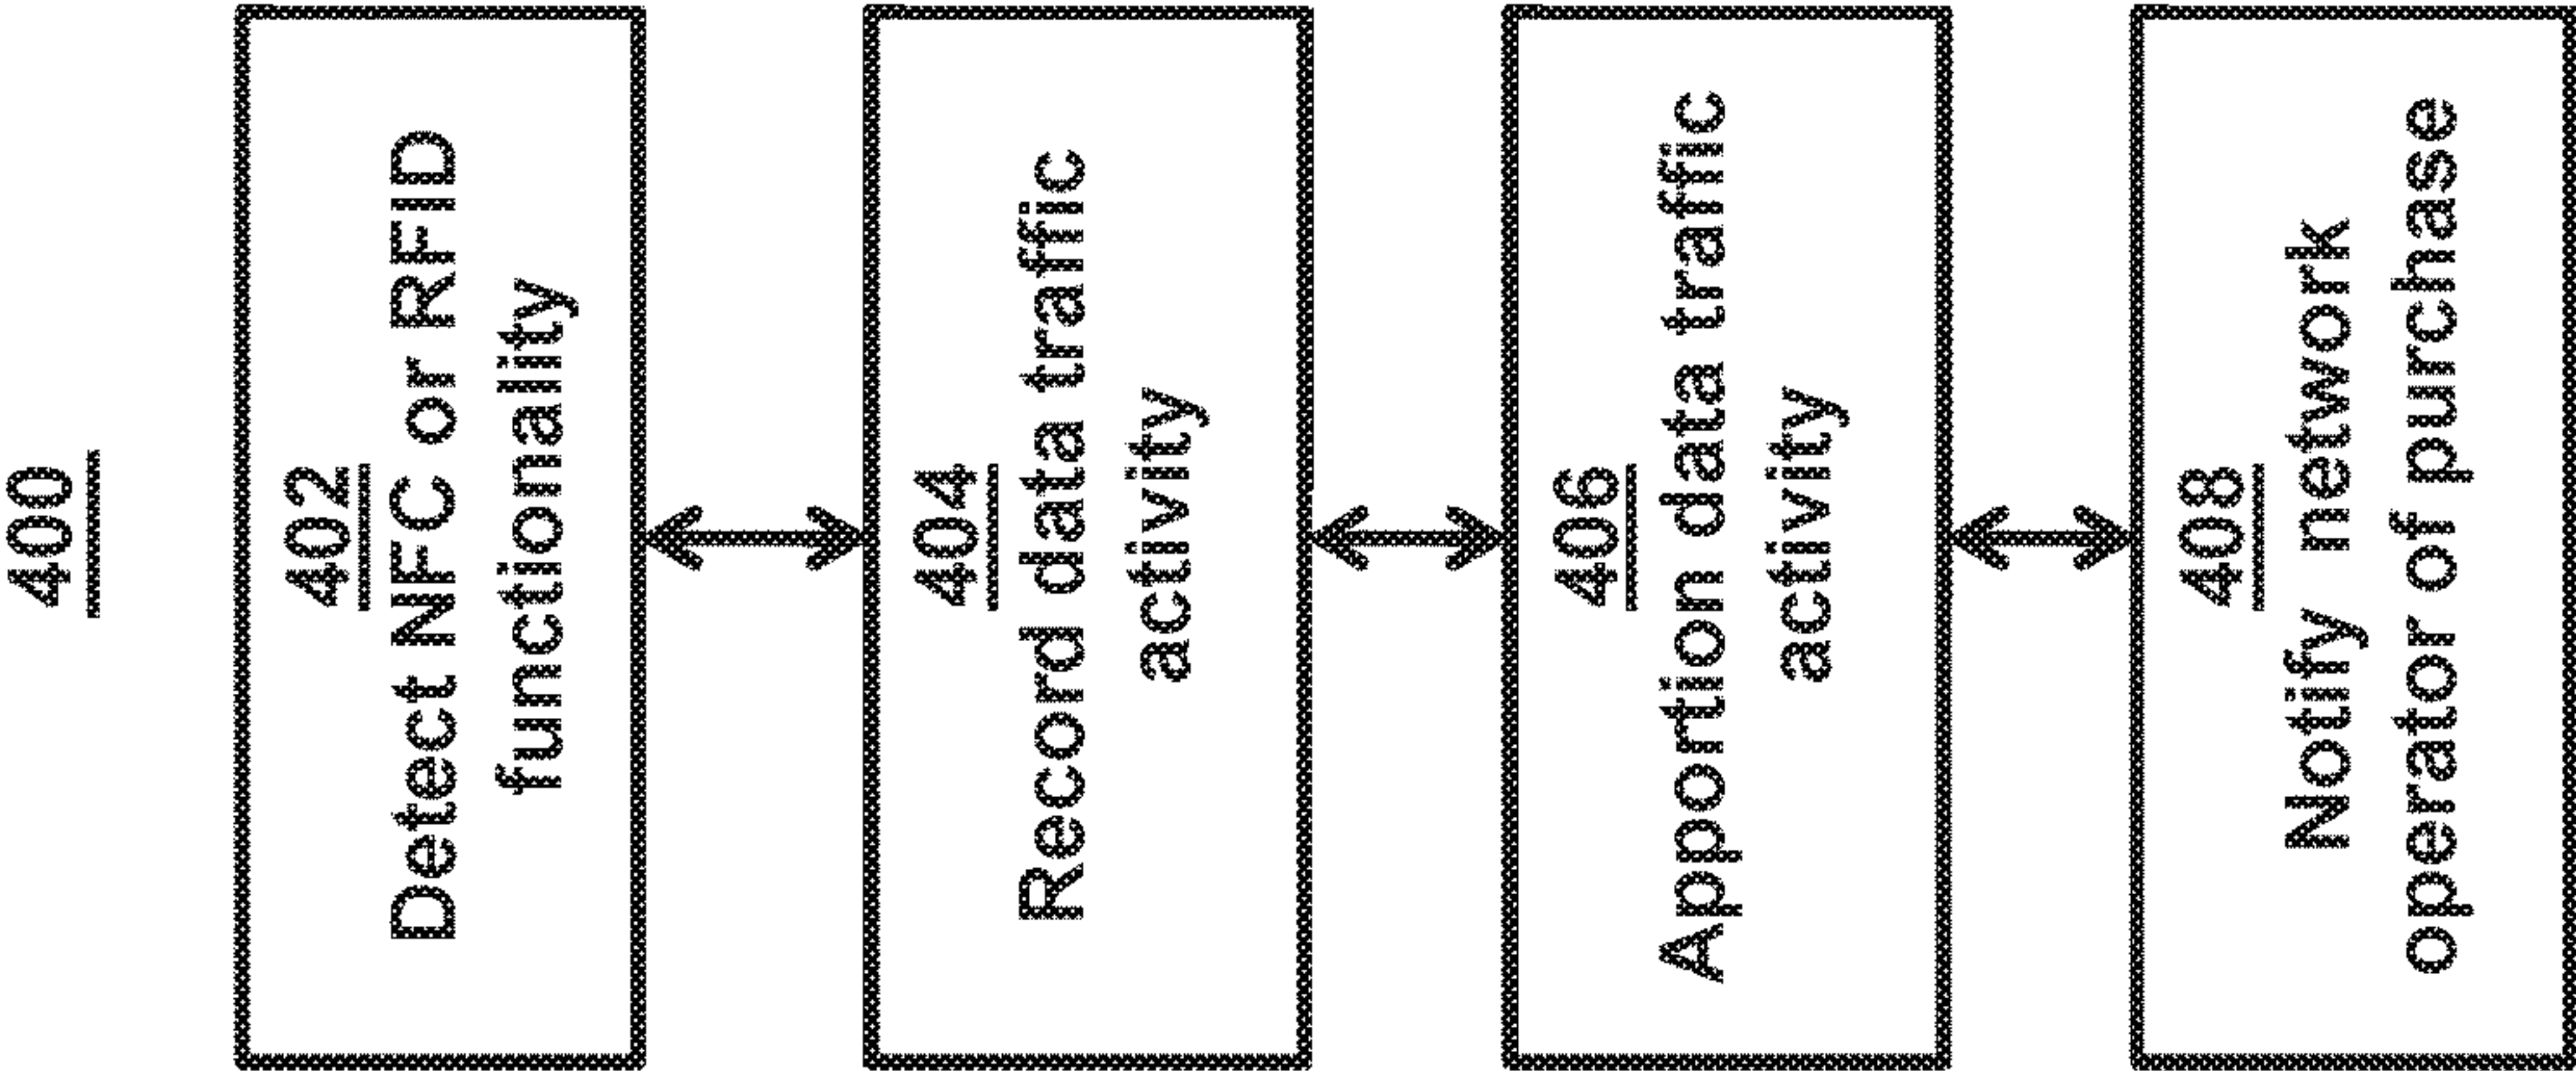 400
402
Detect NFC or RFID
functionality
404
Record data traffic
activity
406
Apportion data traffic
activity
408
Notify network
operator of purchase